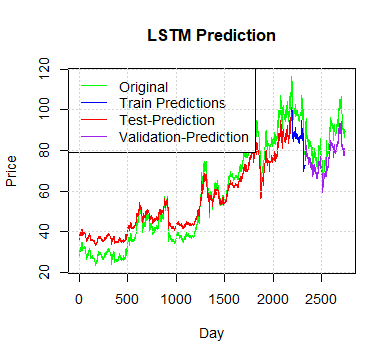 LSTM Prediction
Original
Train Predictions
Test-Prediction
Validation-Prediction
120
100
80
60
40
20
Price
0 500 1000 1500 2000 2500
Day